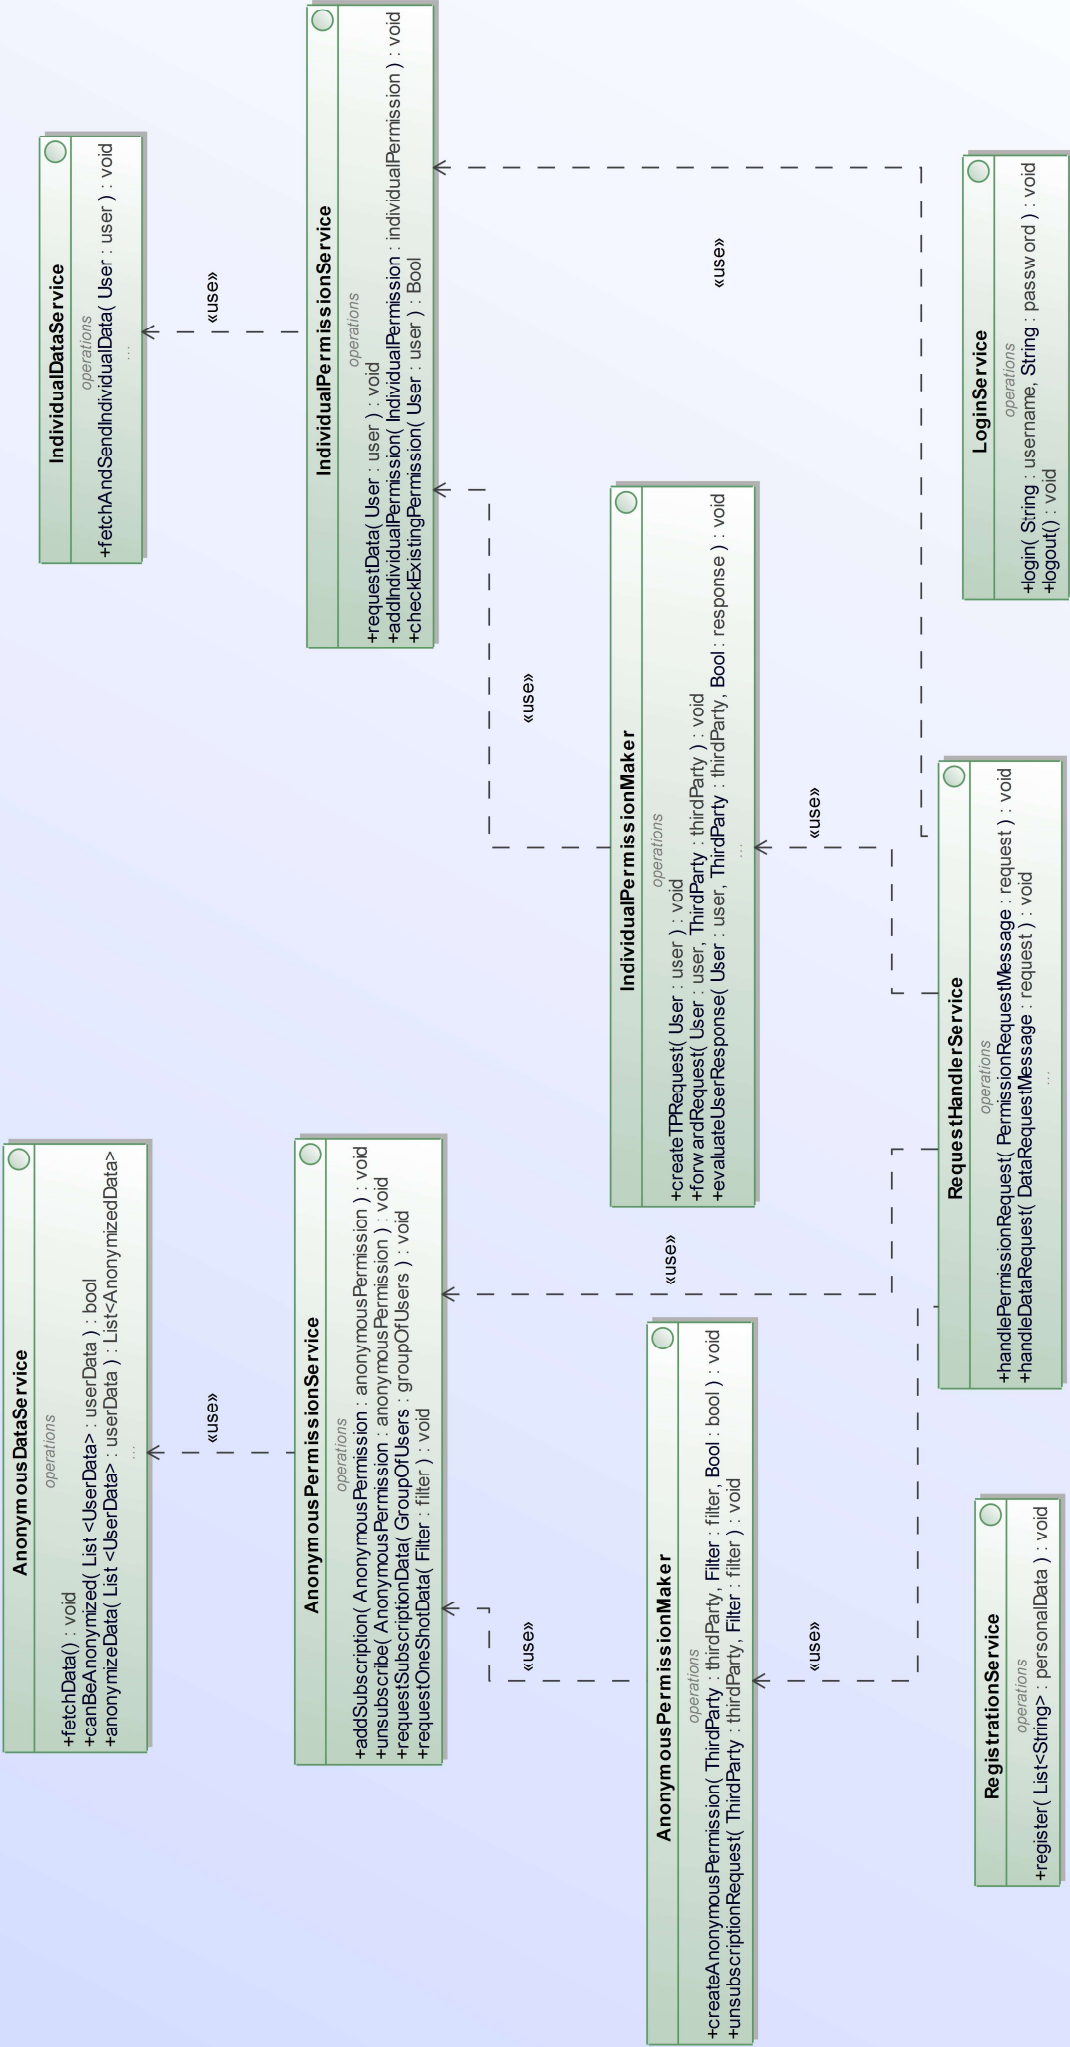 AnonymousDataService
operations
+fetchData() : void
+canBeAnonymized( List <UserData> : userData ) : bool
+anonymizeData( List <UserData> : userData ) : List<AnonymizedData>
...
IndividualDataService
operations
+fetchAndSendIndividualData( User : user ) : void
...
«use»
«use»
AnonymousPermissionService
operations
+addSubscription( AnonymousPermission : anonymousPermission ) : void
+unsubscribe( AnonymousPermission : anonymousPermission ) : void
+requestSubscriptionData( GroupOfUsers : groupOfUsers ) : void
+requestOneShotData( Filter : filter ) : void
IndividualPermissionService
operations
+requestData( User : user ) : void
+addIndividualPermission( IndividualPermission : individualPermission ) : void
+checkExistingPermission( User : user ) : Bool
«use»
«use»
«use»
«use»
AnonymousPermissionMaker
operations
+createAnonymousPermission( ThirdParty : thirdParty, Filter : filter, Bool : bool ) : void
+unsubscriptionRequest( ThirdParty : thirdParty, Filter : filter ) : void
IndividualPermissionMaker
operations
+createTPRequest( User : user ) : void
+forwardRequest( User : user, ThirdParty : thirdParty ) : void
+evaluateUserResponse( User : user, ThirdParty : thirdParty, Bool : response ) : void
...
«use»
«use»
RegistrationService
operations
+register( List<String> : personalData ) : void
RequestHandlerService
operations
+handlePermissionRequest( PermissionRequestMessage : request ) : void
+handleDataRequest( DataRequestMessage : request ) : void
...
LoginService
operations
+login( String : username, String : password ) : void
+logout() : void